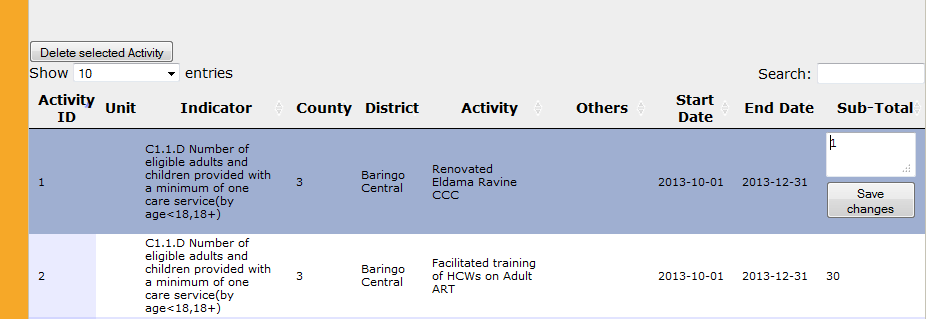 Delete selected Activity
Show 10 entries
Search:
Activity ID Unit Indicator County District Activity Others Start Date End Date Sub-Total
1
C1.1.D Number of
eligible adults and
children provided with
a minimum of one
care service(by
age<18,18+)
3
Baringo
Central
Renovated
Eldama Ravine
CCC
2013-10-01
2013-12-31
1
Save
changes
2
C1.1.D Number of
eligible adults and
children provided with
a minimum of one
care service(by
age<18,18+)
3
Baringo
Central
Facilitated training
of HCWs on Adult
ART
2013-10-01
2013-12-31
30